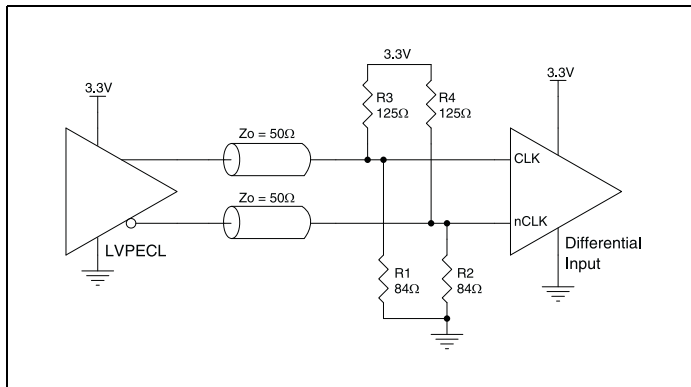 3.3V
3.3V
3.3V
R3
125Ω
R4
125Ω
Zo = 50Ω
CLK
Zo = 50Ω
nCLK
LVPECL
Differential
Input
R1
84Ω
R2
84Ω